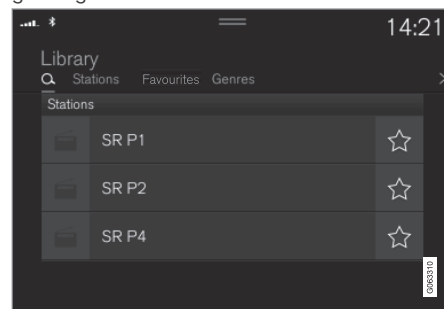 14:21
Library
Stations Favourites Genres
Stations
SR P1
SR P2
SR P4
G063310